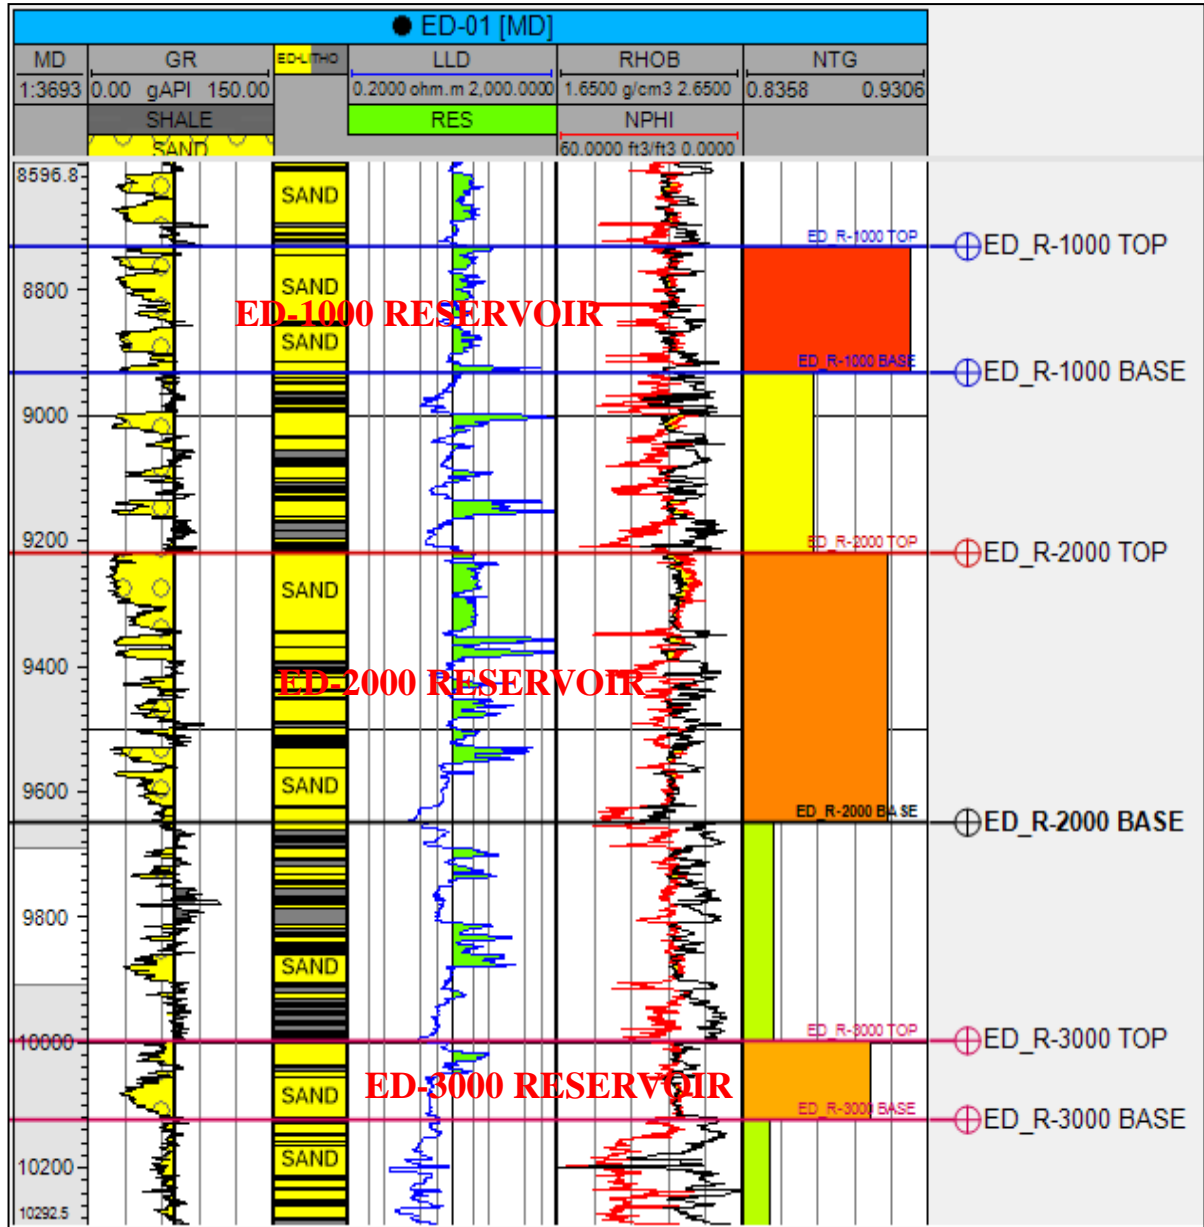 ED-01 [MD]
MD GR ED-LITHO LLD RHOB NTG
1:3693 0.00 gAPI 150.00 0.2000 ohm.m 2,000.0000 1.6500 g/cm3 2.6500 0.8358 0.9306
SHALE RES NPHI
SAND 60.0000 ft3/ft3 0.0000
8596.8
SAND
ED_R-1000 TOP ED_R-1000 TOP
SAND
8800
ED-1000 RESERVOIR
SAND
ED_R-1000 BASE ED_R-1000 BASE
9000
9200
ED_R-2000 TOP ED_R-2000 TOP
SAND
9400
ED-2000 RESERVOIR
SAND
9600
ED_R-2000 BASE ED_R-2000 BASE
9800
SAND
ED_R-3000 TOP ED_R-3000 TOP
10000
ED-3000 RESERVOIR
SAND
ED_R-3000 BASE ED_R-3000 BASE
SAND
10200
10292.5